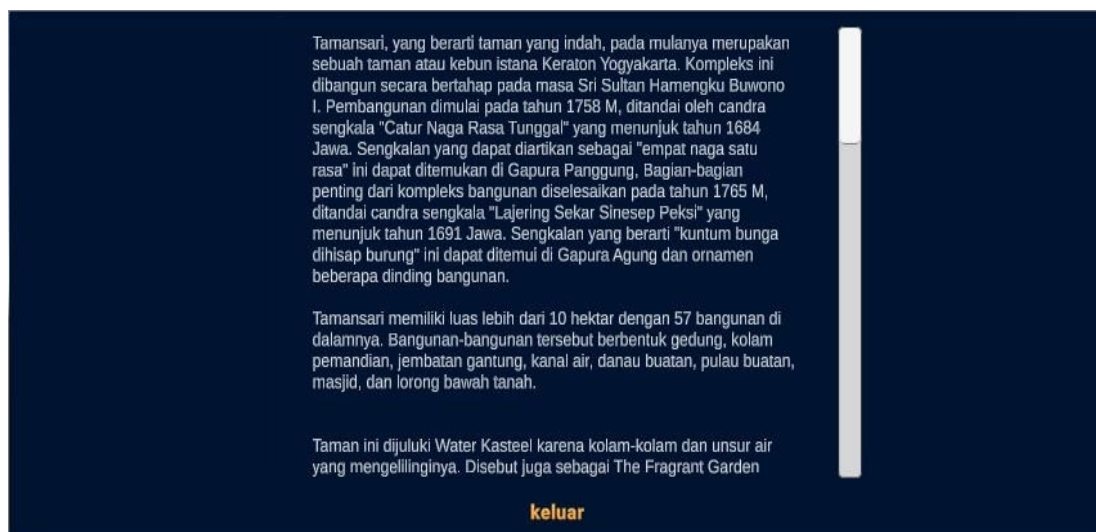 Tamansari, yang berarti taman yang indah, pada mulanya merupakan
sebuah taman atau kebun istana Keraton Yogyakarta. Kompleks ini
dibangun secara bertahap pada masa Sri Sultan Hamengku Buwono
I. Pembangunan dimulai pada tahun 1758 M, ditandai oleh candra
sengkala "Catur Naga Rasa Tunggal" yang menunjuk tahun 1684
Jawa. Sengkalan yang dapat diartikan sebagai "empat naga satu
rasa" ini dapat ditemukan di Gapura Panggung, Bagian-bagian
penting dari kompleks bangunan diselesaikan pada tahun 1765 M,
ditandai candra sengkala "Lajering Sekar Sinesep Peksi" yang
menunjuk tahun 1691 Jawa. Sengkalan yang berarti "kuntum bunga
dihisap burung" ini dapat ditemui di Gapura Agung dan ornamen
beberapa dinding bangunan.
Tamansari memiliki luas lebih dari 10 hektar dengan 57 bangunan di
dalamnya. Bangunan-bangunan tersebut berbentuk gedung, kolam
pemandian, jembatan gantung, kanal air, danau buatan, pulau buatan,
masjid, dan lorong bawah tanah.
Taman ini dijuluki Water Kasteel karena kolam-kolam dan unsur air
yang mengelilinginya. Disebut juga sebagai The Fragrant Garden
keluar